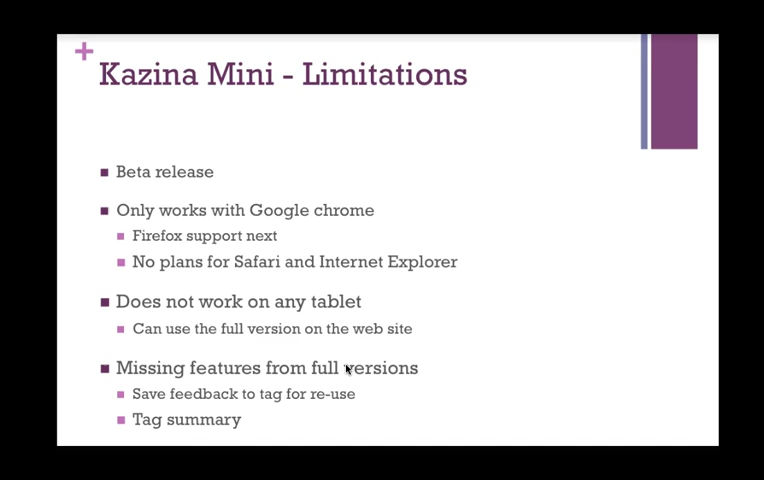 Kazina Mini - Limitations
Beta release
Only works with Google chrome
Firefox support next
No plans for Safari and Internet Explorer
Does not work on any tablet
Can use the full version on the web site
Missing features from full versions
Save feedback to tag for re-use
Tag summary